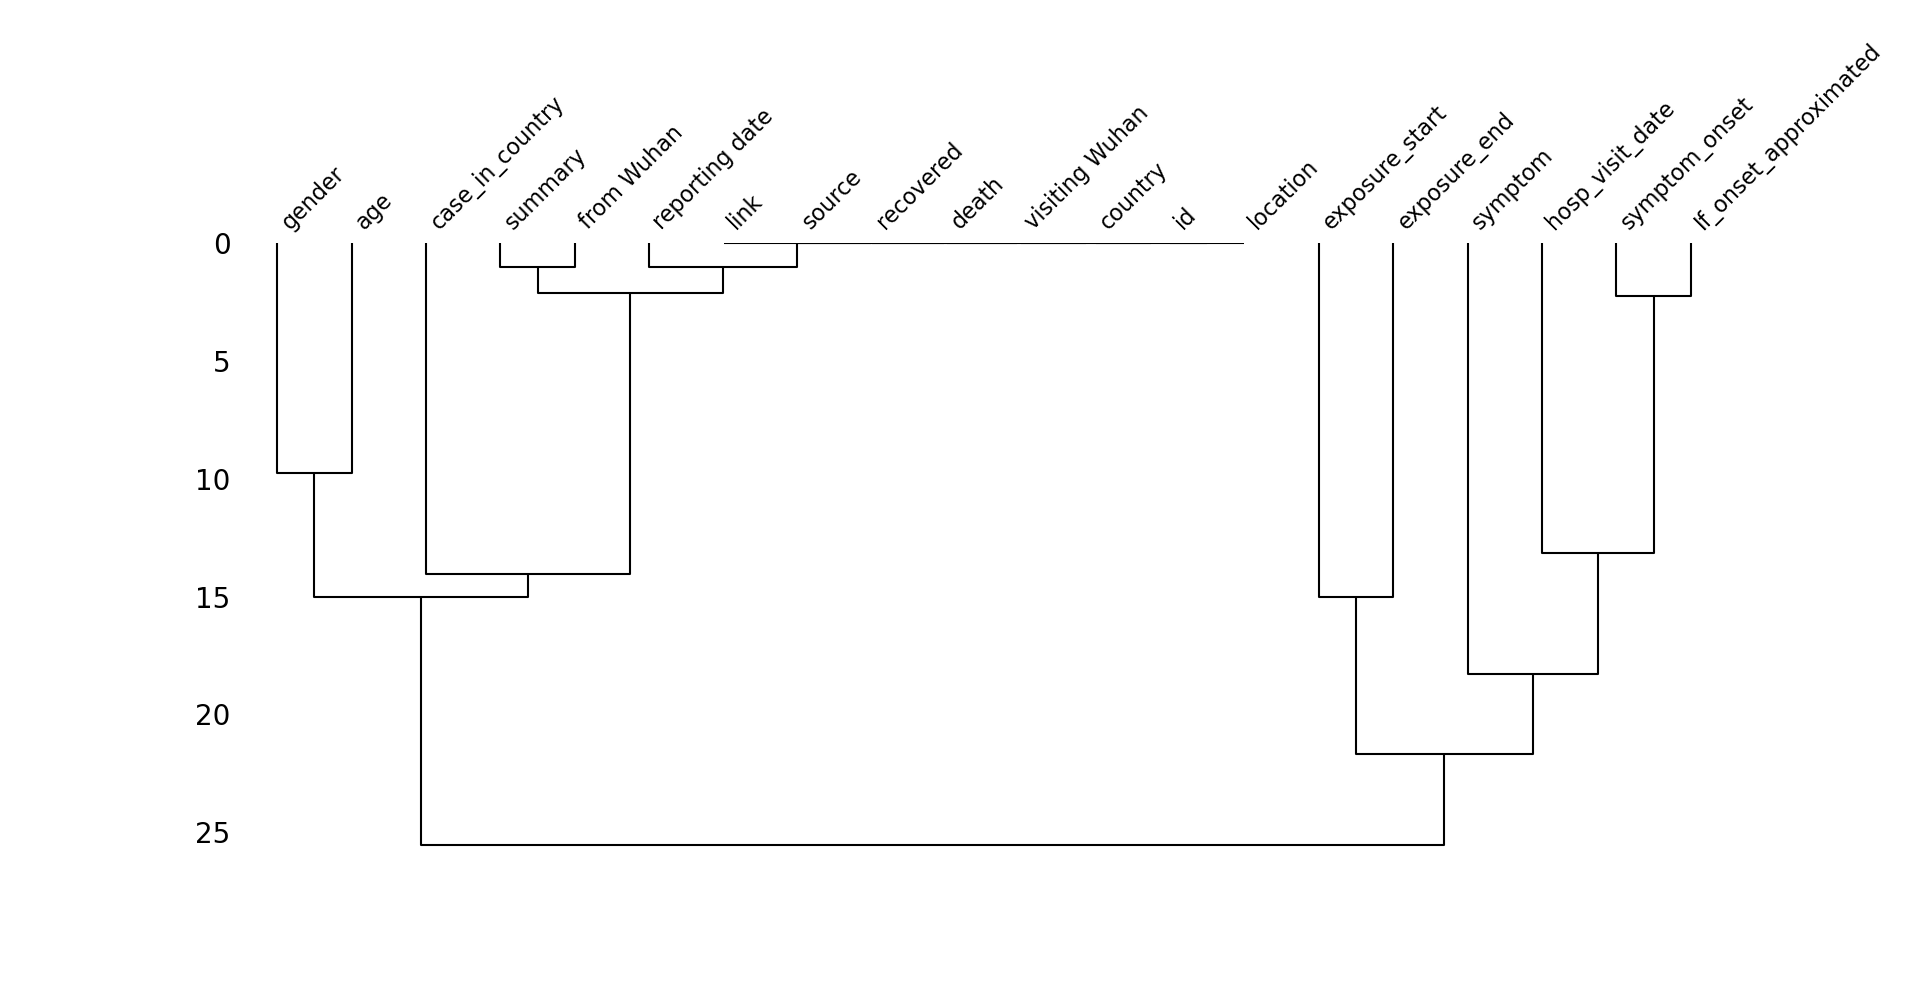 gender
age
case_in_country
summary
from Wuhan
reporting date
link
source
recovered
death
visiting Wuhan
country
id
location
exposure_start
exposure_end
symptom
hosp_visit_date
symptom_onset
If_onset_approximated
0
5
10
15
20
25